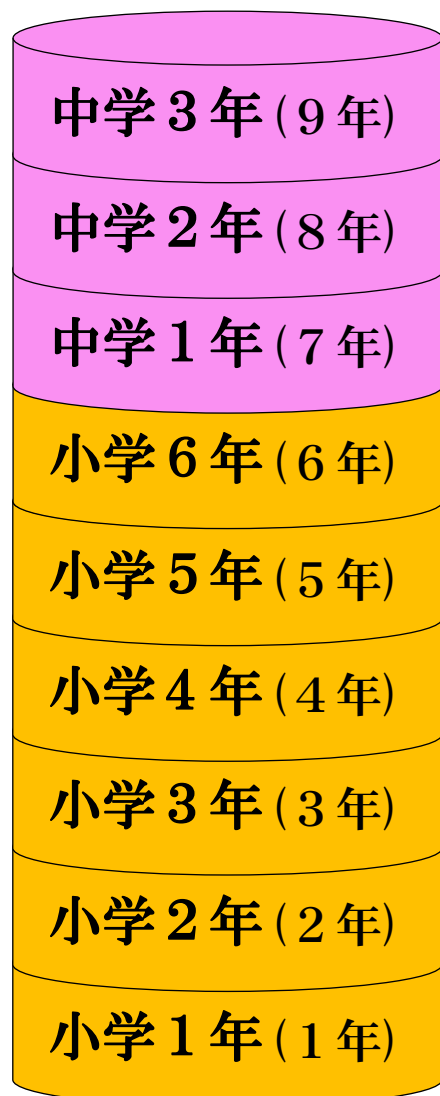 中学3年(9年)
中学2年(8年)
中学1年(7年)
小学6年(6年)
小学5年(5年)
小学4年(4年)
小学3年(3年)
小学2年(2年)
小学1年(1年)